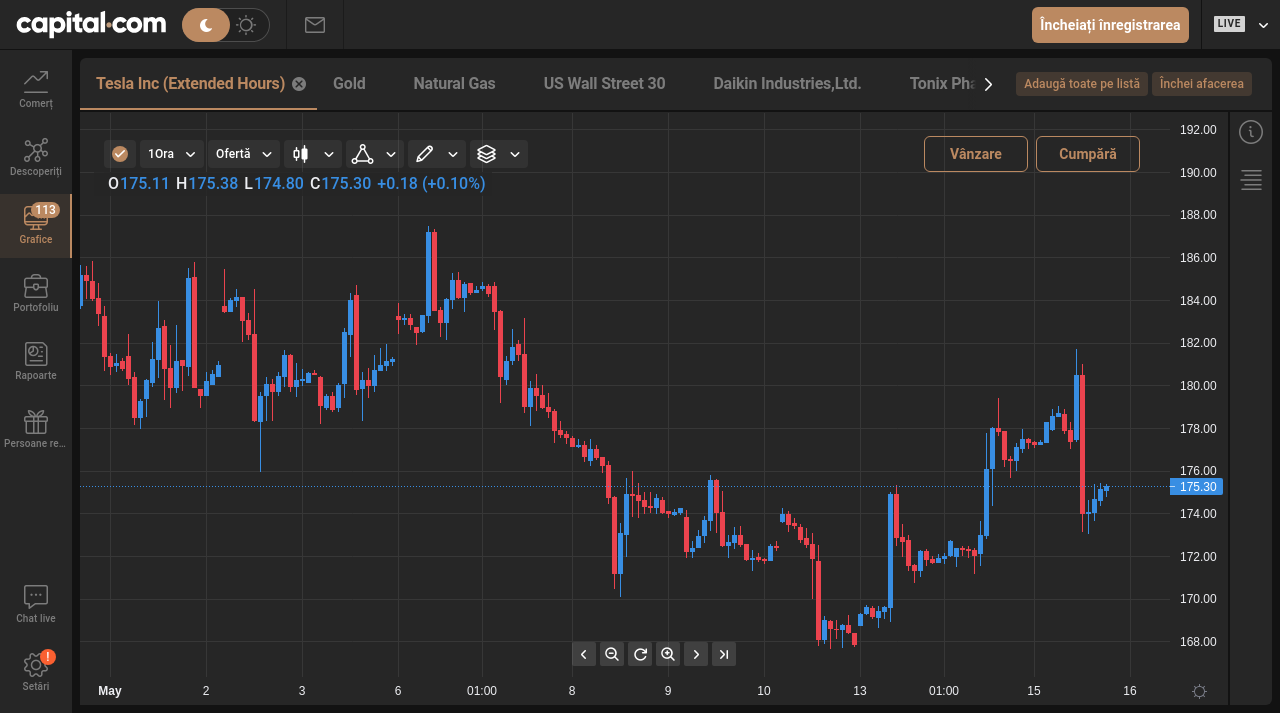 capital.com
Încheiați înregistrarea
LIVE
Comerț
Descoperiți
113
Grafice
Portofoliu
Rapoarte
Persoane re...
Chat live
!
Setări
Tesla Inc (Extended Hours)
Gold
Natural Gas
US Wall Street 30
Daikin Industries,Ltd.
Tonix Pha
Adaugă toate pe listă
Închei afacerea
1Ora
Ofertă
Vânzare
Cumpără
O175.11 H175.38 L174.80 C175.30 +0.18 (+0.10%)
192.00
190.00
188.00
186.00
184.00
182.00
180.00
178.00
176.00
175.30
174.00
172.00
170.00
168.00
May 2 3 6 01:00 8 9 10 13 01:00 15 16